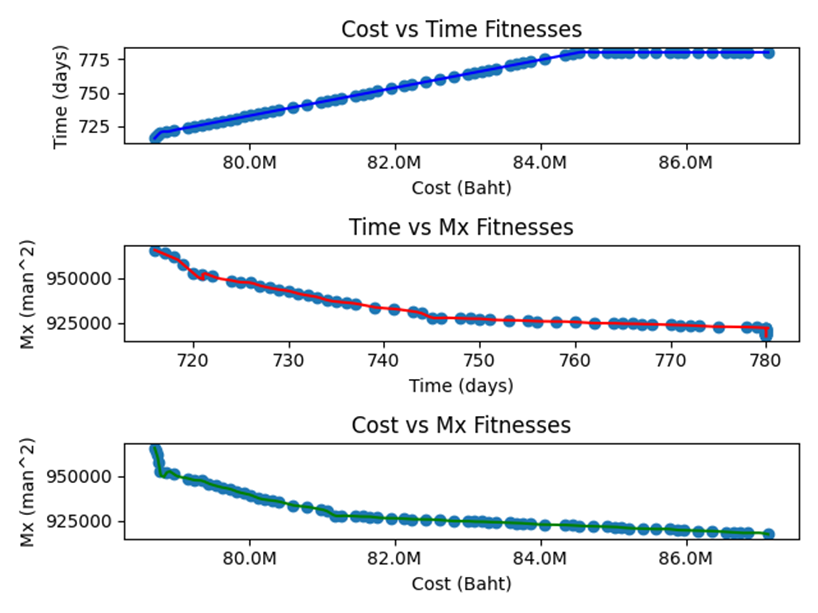 Cost vs Time Fitnesses
Time (days)
775
750
725
80.0M 82.0M 84.0M 86.0M
Cost (Baht)
Time vs Mx Fitnesses
Mx (man^2)
950000
925000
720 730 740 750 760 770 780
Time (days)
Cost vs Mx Fitnesses
Mx (man^2)
950000
925000
80.0M 82.0M 84.0M 86.0M
Cost (Baht)